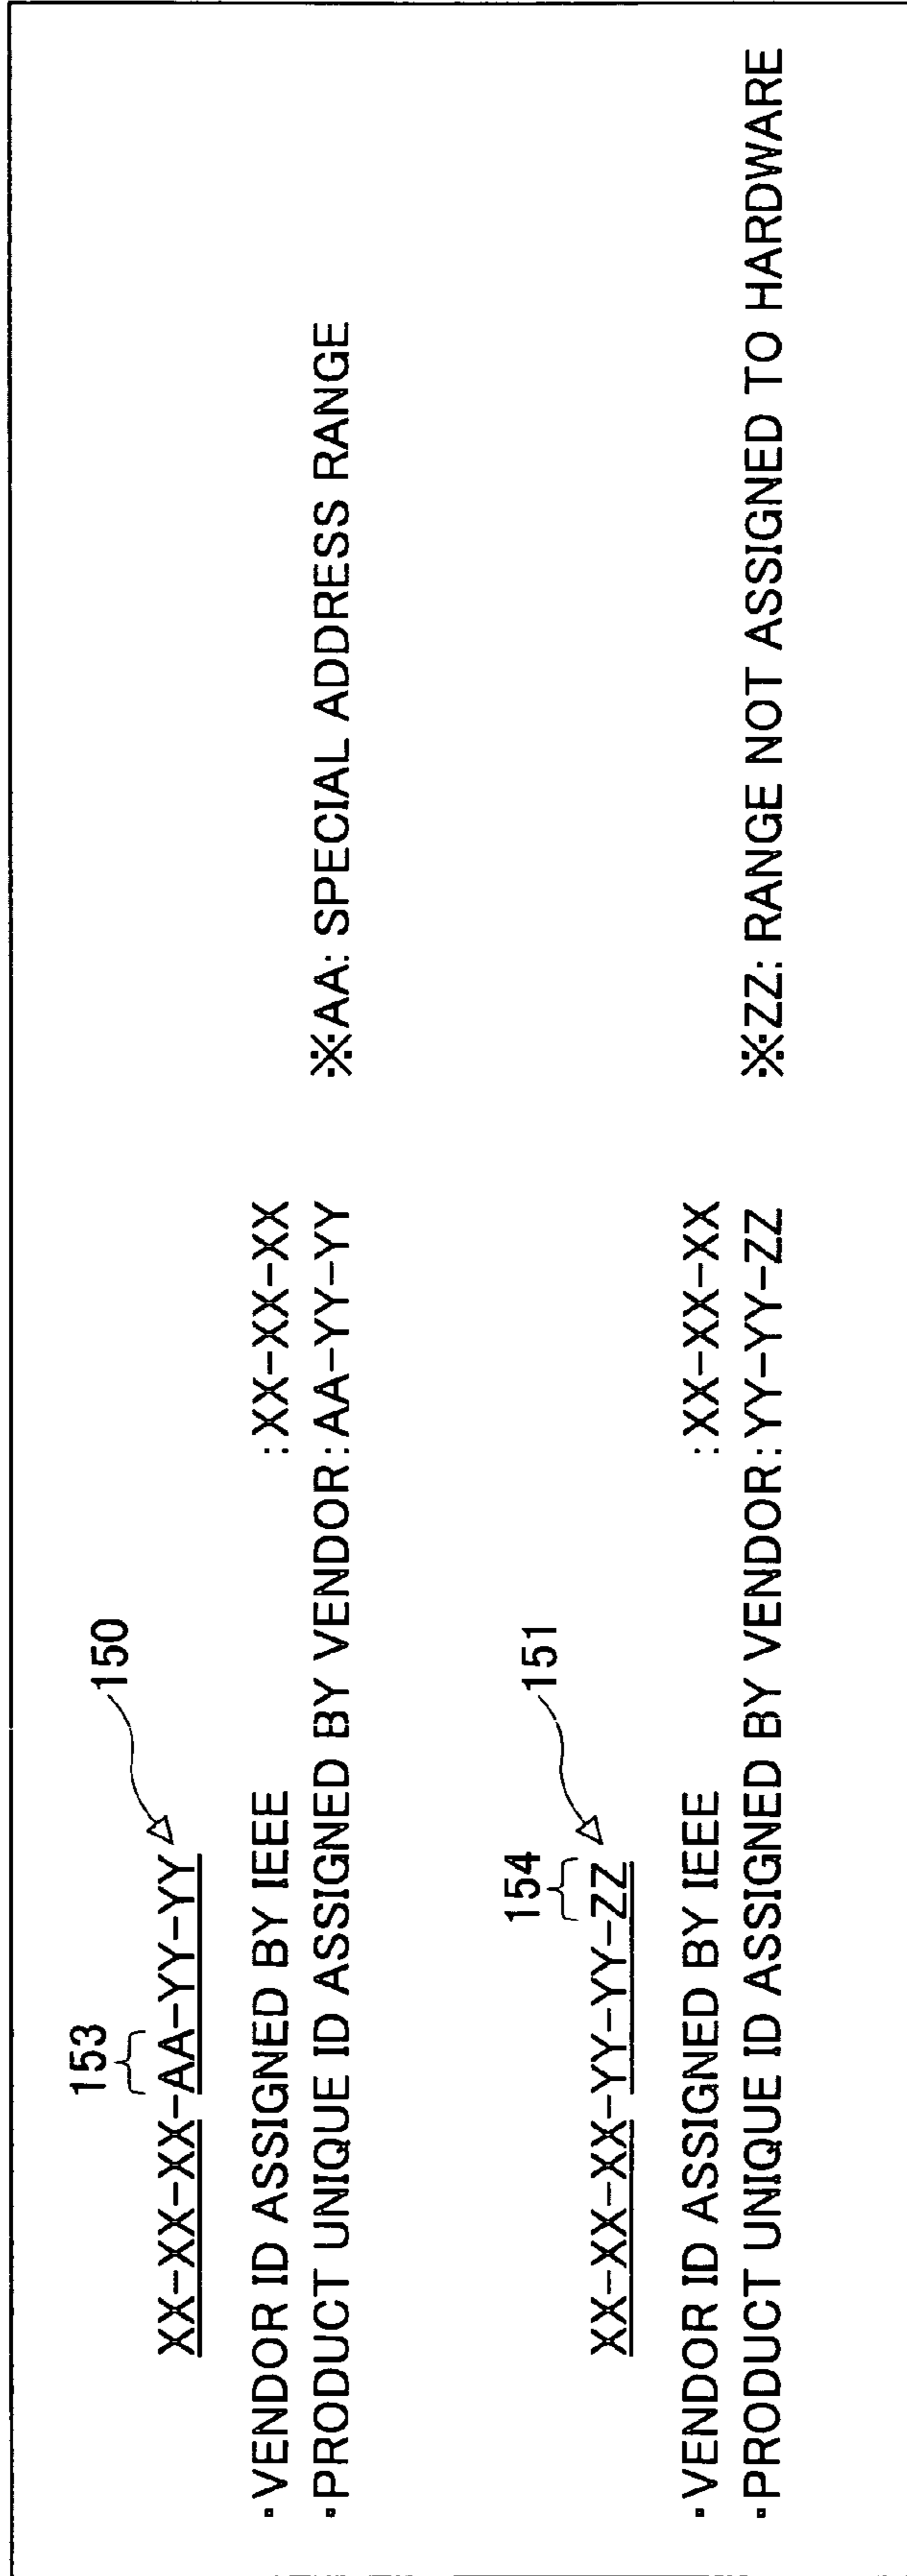 153
XX-XX-XX-AA-YY-YY 150
・VENDOR ID ASSIGNED BY IEEE :XX-XX-XX
・PRODUCT UNIQUE ID ASSIGNED BY VENDOR:AA-YY-YY ※AA: SPECIAL ADDRESS RANGE
154
XX-XX-XX-YY-YY-ZZ 151
・VENDOR ID ASSIGNED BY IEEE :XX-XX-XX
・PRODUCT UNIQUE ID ASSIGNED BY VENDOR:YY-YY-ZZ ※ZZ: RANGE NOT ASSIGNED TO HARDWARE